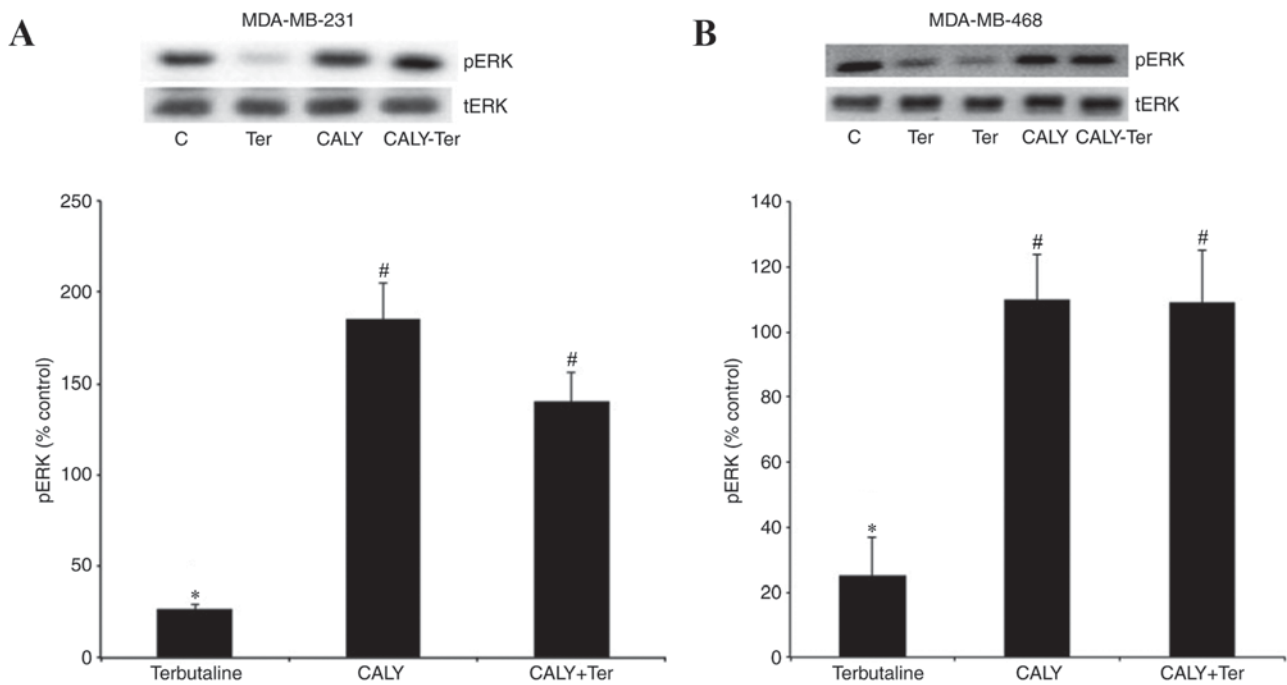 A
MDA-MB-231
pERK
tERK
C Ter CALY CALY-Ter
pERK (% control)
250
200
150
100
50
0
#
#
*
Terbutaline CALY CALY+Ter
B
MDA-MB-468
pERK
tERK
C Ter Ter CALY CALY-Ter
pERK (% control)
140
120
100
80
60
40
20
0
#
#
*
Terbutaline CALY CALY+Ter